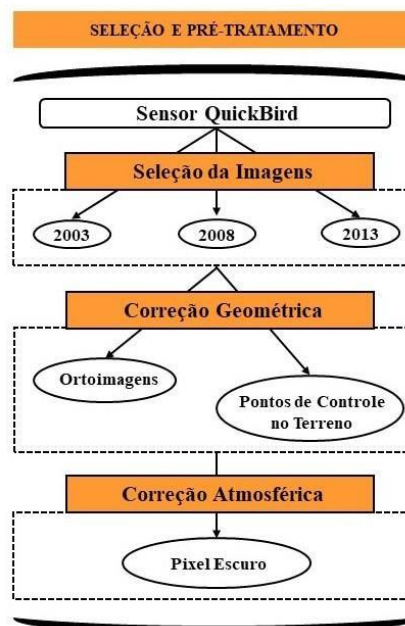 SELEÇÃO E PRÉ-TRATAMENTO
Sensor QuickBird
Seleção da Imagens
2003
2008
2013
Correção Geométrica
Ortoimagens
Pontos de Controle
no Terreno
Correção Atmosférica
Pixel Escuro